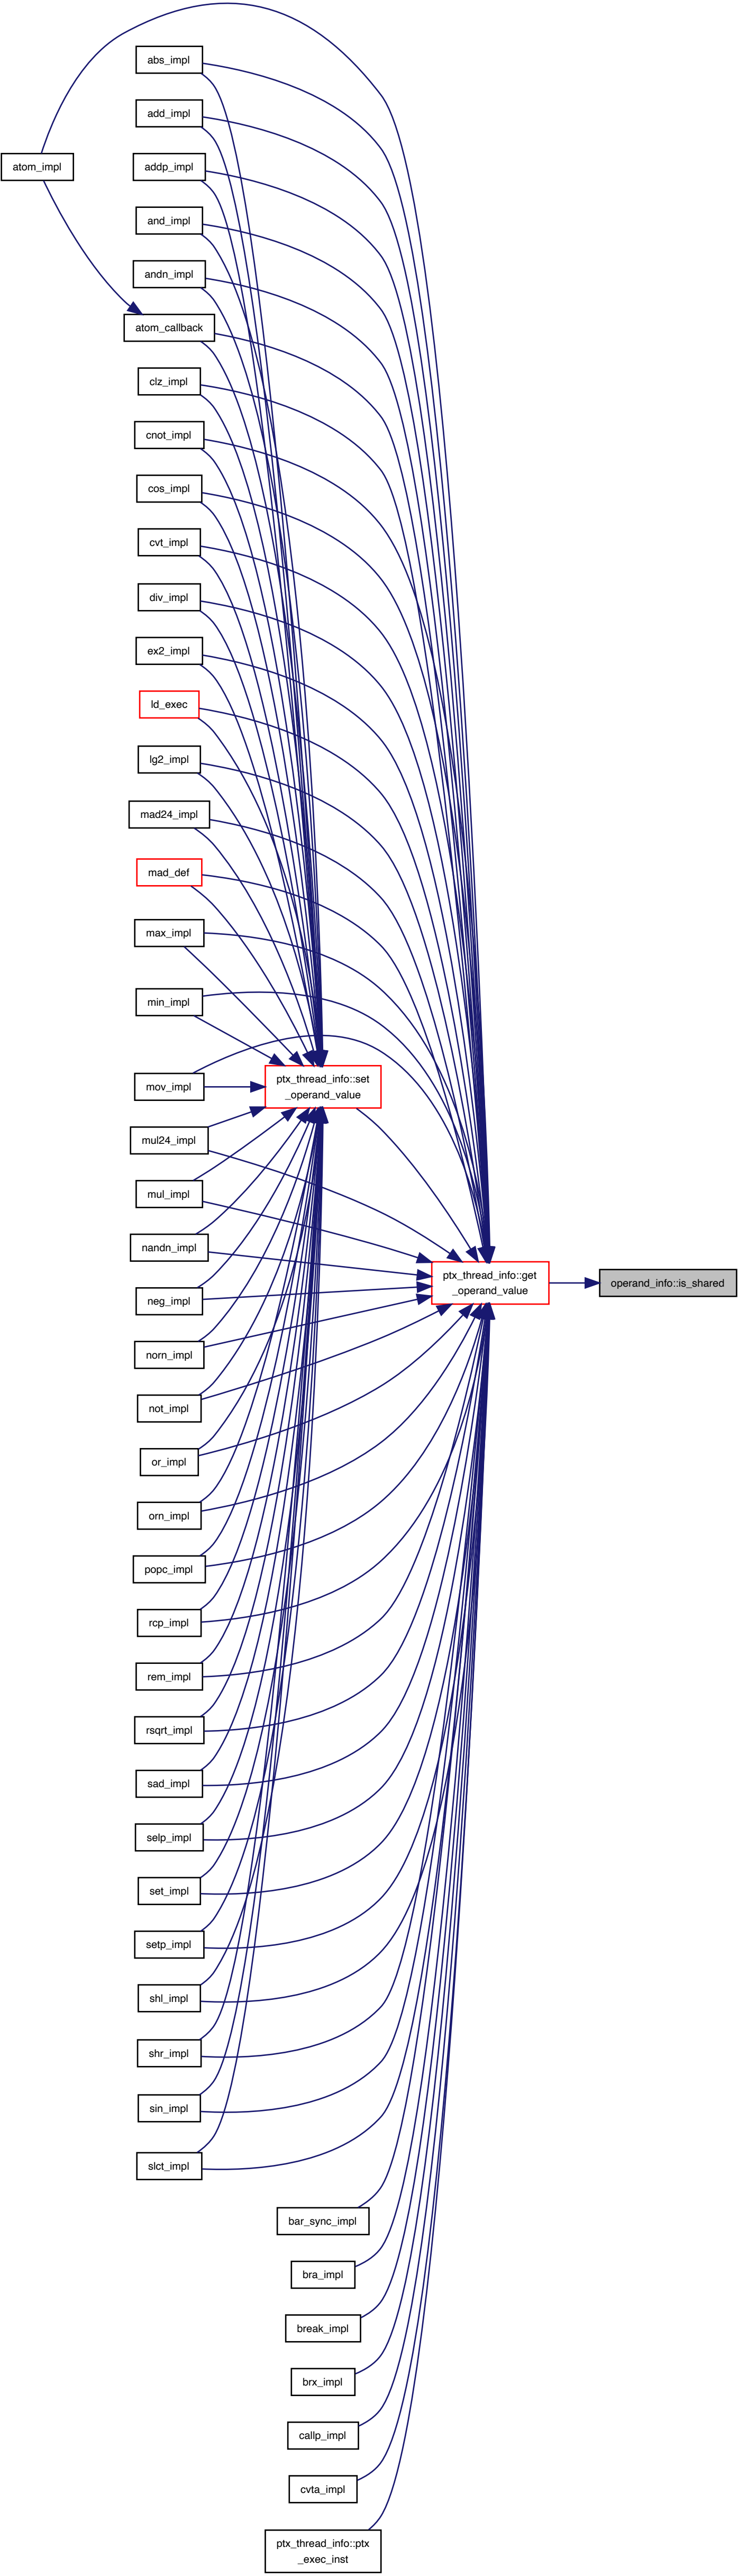 abs_impl
add_impl
atom_impl
addp_impl
and_impl
andn_impl
atom_callback
clz_impl
cnot_impl
cos_impl
cvt_impl
div_impl
ex2_impl
ld_exec
lg2_impl
mad24_impl
mad_def
max_impl
min_impl
mov_impl
ptx_thread_info::set
_operand_value
mul24_impl
mul_impl
nandn_impl
ptx_thread_info::get
_operand_value
operand_info::is_shared
neg_impl
norn_impl
not_impl
or_impl
orn_impl
popc_impl
rcp_impl
rem_impl
rsqrt_impl
sad_impl
selp_impl
set_impl
setp_impl
shl_impl
shr_impl
sin_impl
slct_impl
bar_sync_impl
bra_impl
break_impl
brx_impl
callp_impl
cvta_impl
ptx_thread_info::ptx
_exec_inst